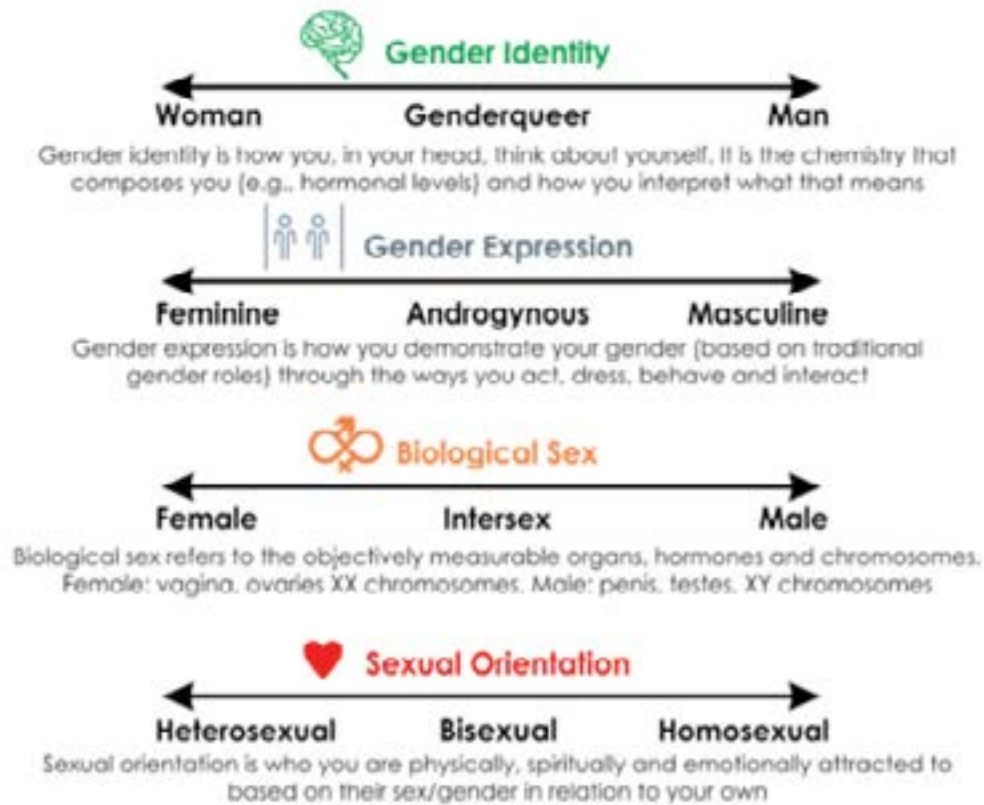 Gender Identity
Woman Genderqueer Man
Gender identity is how you, in your head, think about yourself. It is the chemistry that
composes you (e.g., hormonal levels) and how you interpret what that means
Gender Expression
Feminine Androgynous Masculine
Gender expression is how you demonstrate your gender (based on traditional
gender roles) through the ways you act, dress, behave and interact
Biological Sex
Female Intersex Male
Biological sex refers to the objectively measurable organs, hormones and chromosomes.
Female: vagina, ovaries XX chromosomes. Male: penis, testes, XY chromosomes
Sexual Orientation
Heterosexual Bisexual Homosexual
Sexual orientation is who you are physically, spiritually and emotionally attracted to
based on their sex/gender in relation to your own